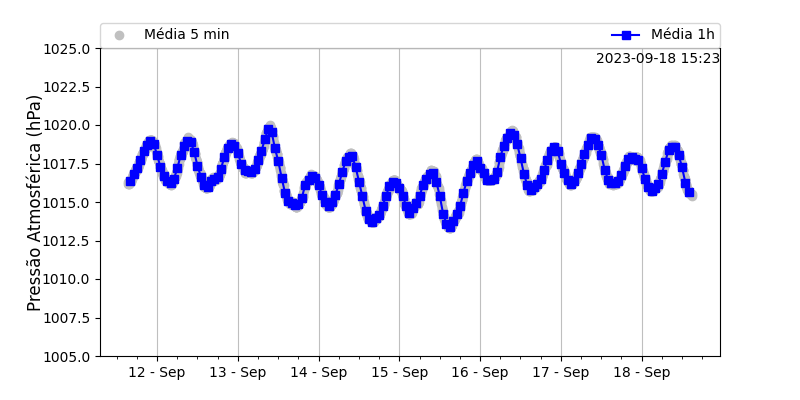 Média 5 min
Média 1h
2023-09-18 15:23
Pressão Atmosférica (hPa)
1025.0
1022.5
1020.0
1017.5
1015.0
1012.5
1010.0
1007.5
1005.0
12 - Sep
13 - Sep
14 - Sep
15 - Sep
16 - Sep
17 - Sep
18 - Sep